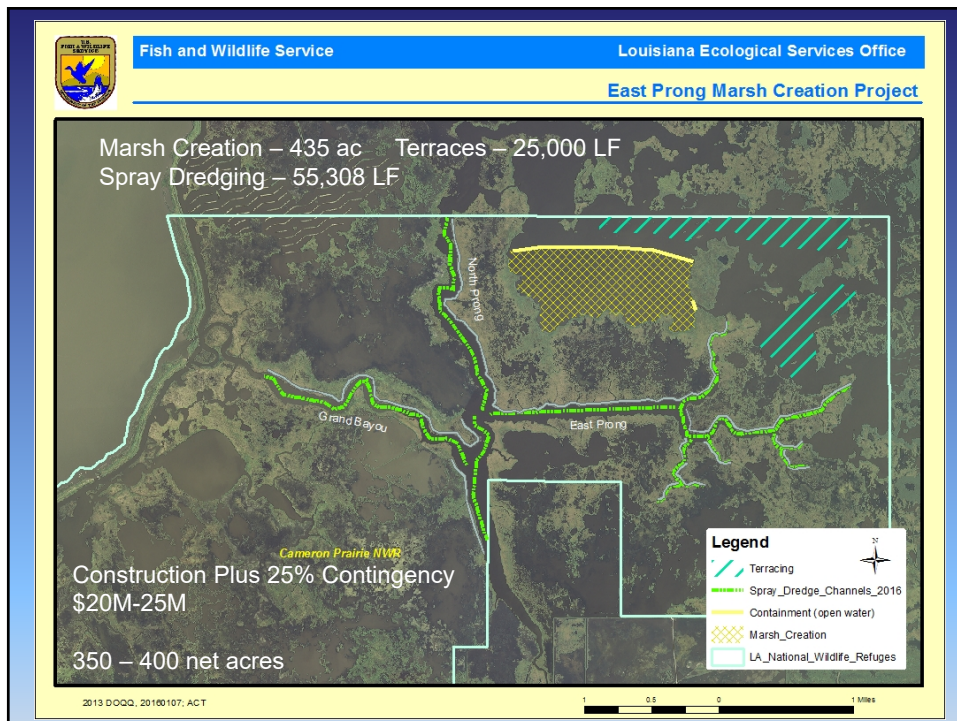 U.S.
FISH & WILDLIFE
SERVICE
Fish and Wildlife Service
Louisiana Ecological Services Office
East Prong Marsh Creation Project
Marsh Creation – 435 ac Terraces – 25,000 LF
Spray Dredging – 55,308 LF
North Prong
Grand Bayou
East Prong
Cameron Prairie NWR
Construction Plus 25% Contingency
$20M-25M
350 – 400 net acres
Legend
N
Terracing
Spray_Dredge_Channels_2016
Containment (open water)
Marsh_Creation
LA_National_Wildlife_Refuges
2013 DOQQ, 20160107; ACT
1 0.5 0 1 Miles